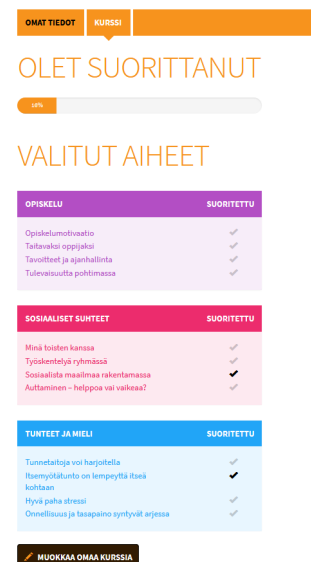 OMAT TIEDOT KURSSI
OLET SUORITTANUT
16%
VALITUT AIHEET
OPISKELU SUORITETTU
Opiskelumotivaatio
Taitavaksi oppijaksi
Tavoitteet ja ajanhallinta
Tulevaisuutta pohtimassa
SOSIAALISET SUHTEET SUORITETTU
Minä toisten kanssa
Työskentelyä ryhmässä
Sosiaalista maailmaa rakentamassa
Auttaminen – helppoa vai vaikeaa?
TUNTEET JA MIELI SUORITETTU
Tunnetaitoja voi harjoitella
Itsemyötätunto on lempeyttä itseä
kohtaan
Hyvä paha stressi
Onnellisuus ja tasapaino syntyvät arjessa
MUOKKAA OMAA KURSSIA